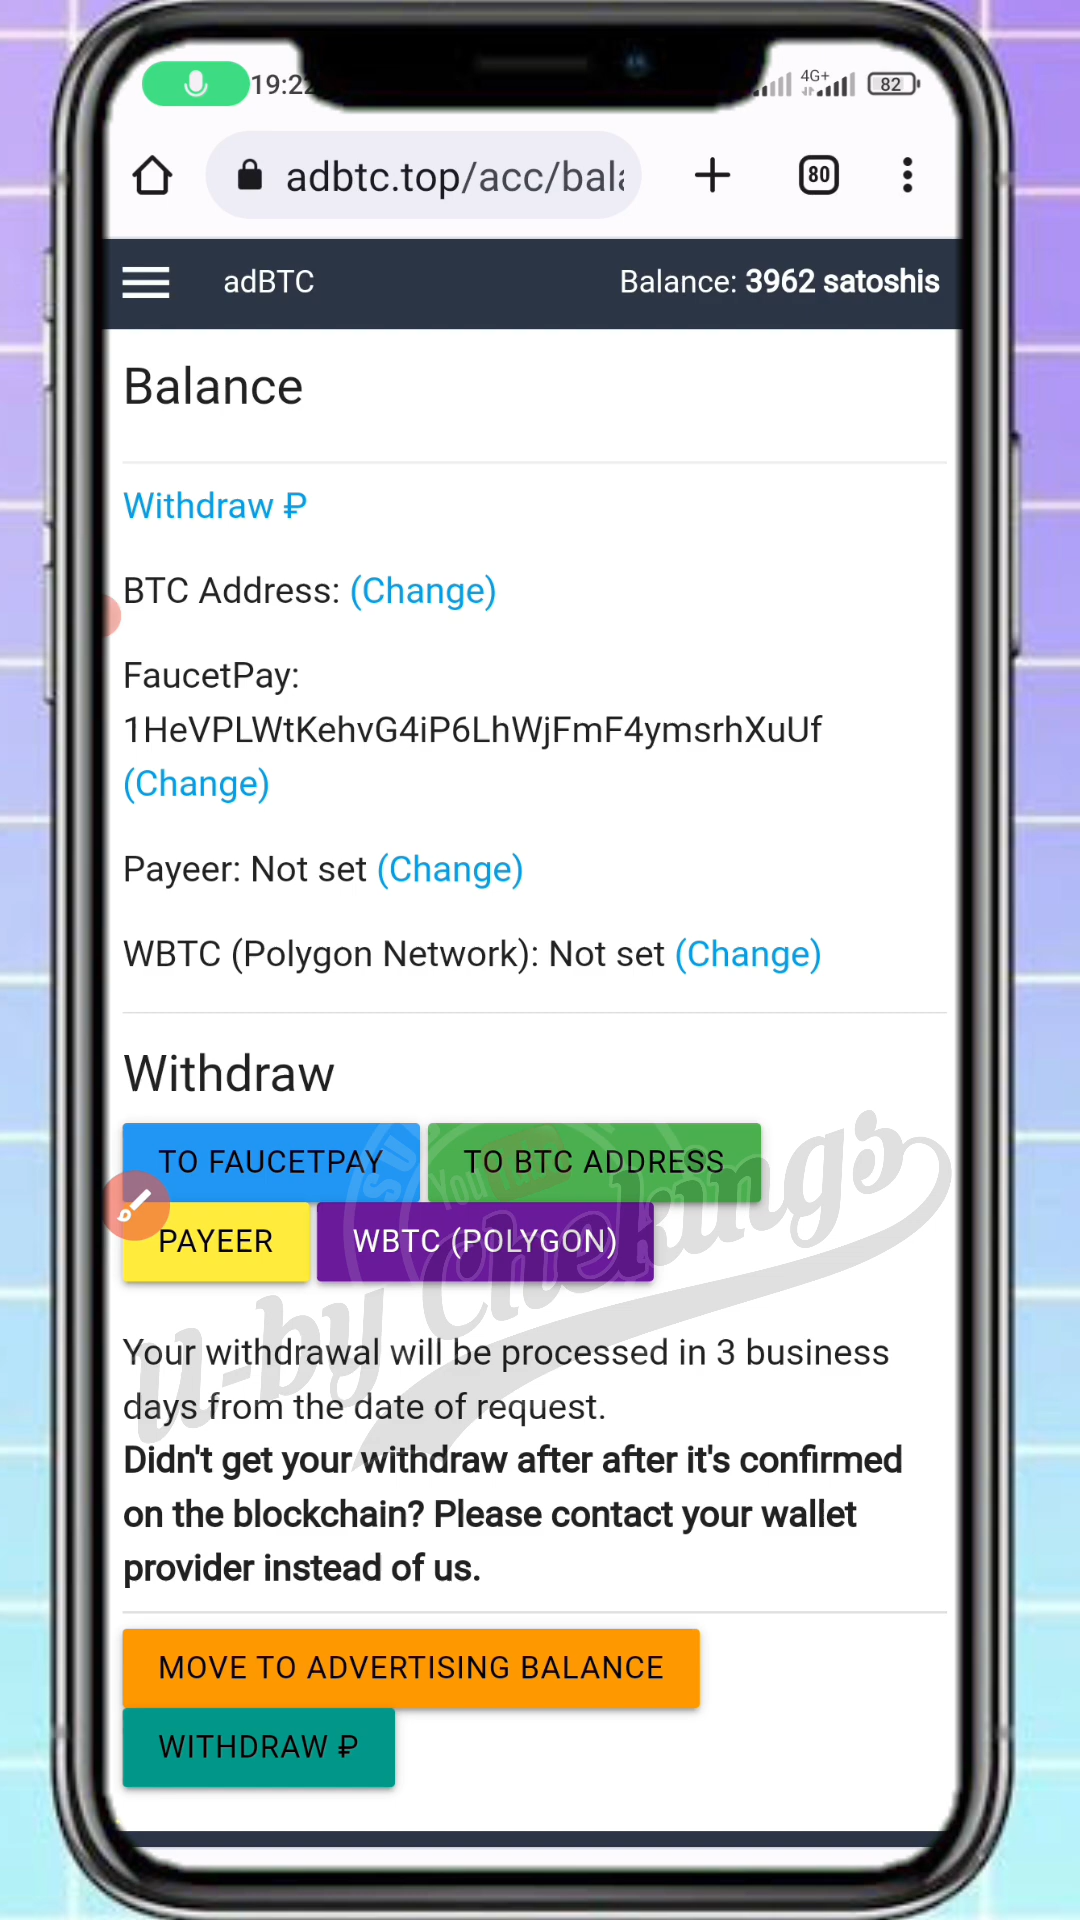 19:22
4G+
82
adbtc.top/acc/bala
80
adBTC
Balance: 3962 satoshis
Balance
Withdraw ₽
BTC Address: (Change)
FaucetPay:
1HeVPLWtKehvG4iP6LhWjFmF4ymsrhXuUf
(Change)
Payeer: Not set (Change)
WBTC (Polygon Network): Not set (Change)
Withdraw
TO FAUCETPAY
TO BTC ADDRESS
PAYEER
WBTC (POLYGON)
U-by Chekings
Your withdrawal will be processed in 3 business
days from the date of request.
Didn't get your withdraw after after it's confirmed
on the blockchain? Please contact your wallet
provider instead of us.
MOVE TO ADVERTISING BALANCE
WITHDRAW ₽